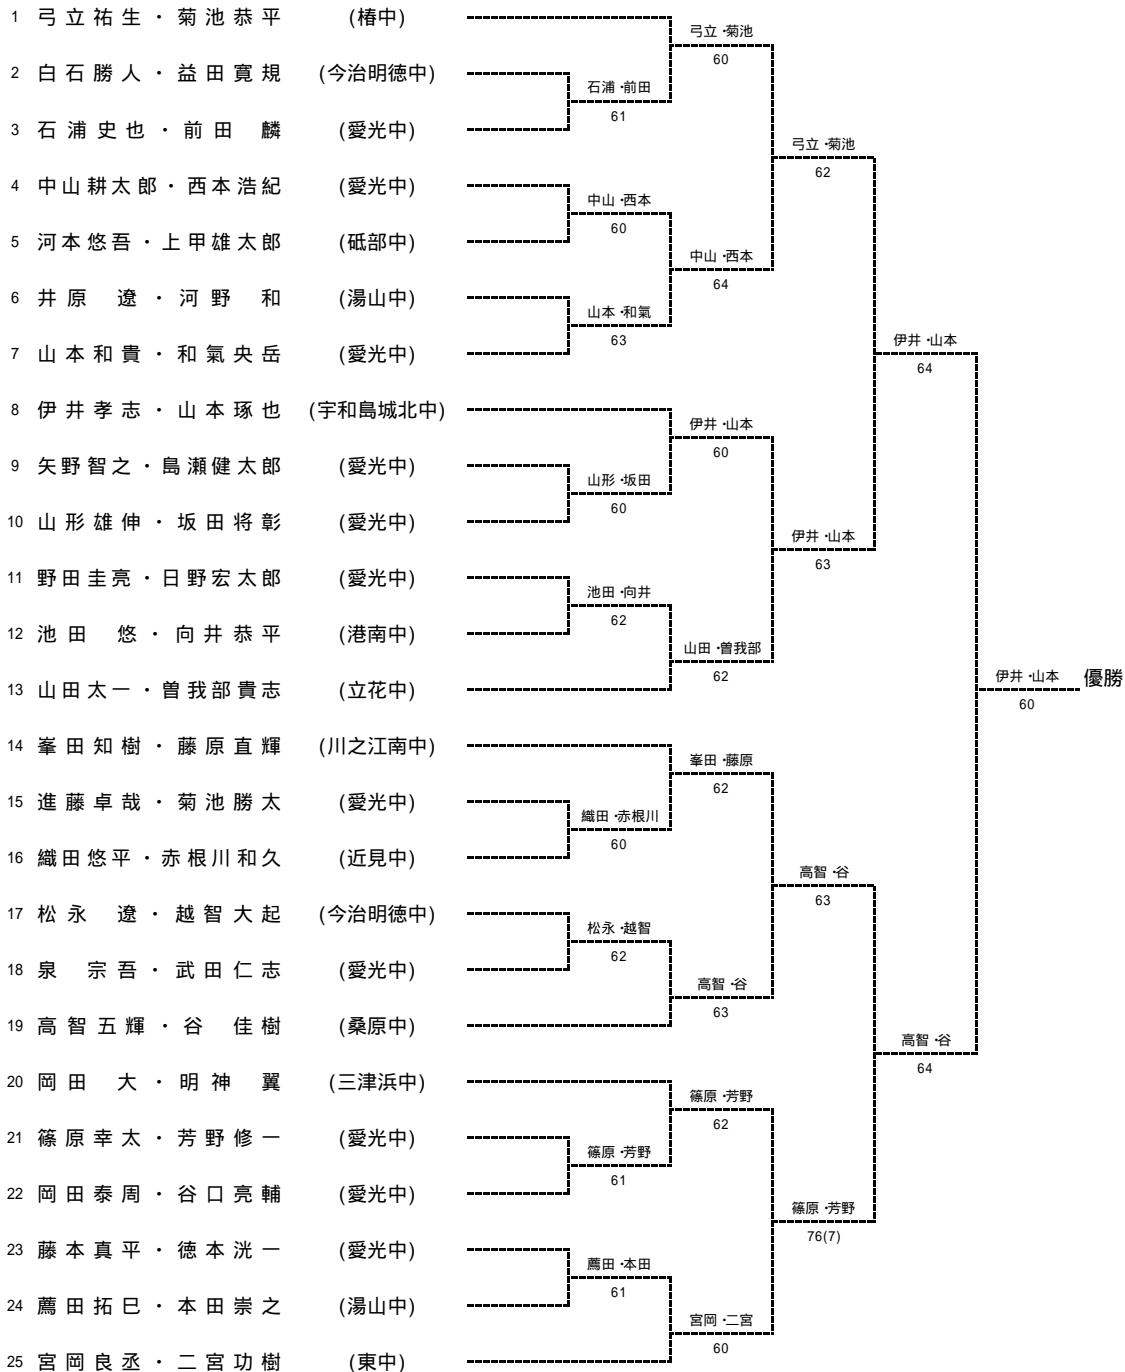 1 弓立祐生・菊池恭平 (椿中)
弓立・菊池
60
2 白石勝人・益田寛規 (今治明徳中)
石浦・前田
61
3 石浦史也・前田 麟 (愛光中)
弓立・菊池
62
4 中山耕太郎・西本浩紀 (愛光中)
中山・西本
60
5 河本悠吾・上甲雄太郎 (砥部中)
中山・西本
64
6 井原 遼・河野 和 (湯山中)
山本・和氣
63
7 山本和貴・和氣央岳 (愛光中)
伊井・山本
64
8 伊井孝志・山本琢也 (宇和島城北中)
伊井・山本
60
9 矢野智之・島瀬健太郎 (愛光中)
山形・坂田
60
10 山形雄伸・坂田将彰 (愛光中)
伊井・山本
63
11 野田圭亮・日野宏太郎 (愛光中)
池田・向井
62
12 池田 悠・向井恭平 (港南中)
山田・曽我部
62
13 山田太一・曽我部貴志 (立花中)
伊井・山本 優勝
60
14 峯田知樹・藤原直輝 (川之江南中)
峯田・藤原
62
15 進藤卓哉・菊池勝太 (愛光中)
織田・赤根川
60
16 織田悠平・赤根川和久 (近見中)
高智・谷
63
17 松永 遼・越智大起 (今治明徳中)
松永・越智
62
18 泉 宗吾・武田仁志 (愛光中)
高智・谷
63
19 高智五輝・谷 佳樹 (桑原中)
高智・谷
64
20 岡田 大・明神 翼 (三津浜中)
篠原・芳野
62
21 篠原幸太・芳野修一 (愛光中)
篠原・芳野
61
22 岡田泰周・谷口亮輔 (愛光中)
篠原・芳野
76(7)
23 藤本真平・徳本洸一 (愛光中)
薦田・本田
61
24 薦田拓巳・本田崇之 (湯山中)
宮岡・二宮
60
25 宮岡良丞・二宮功樹 (東中)